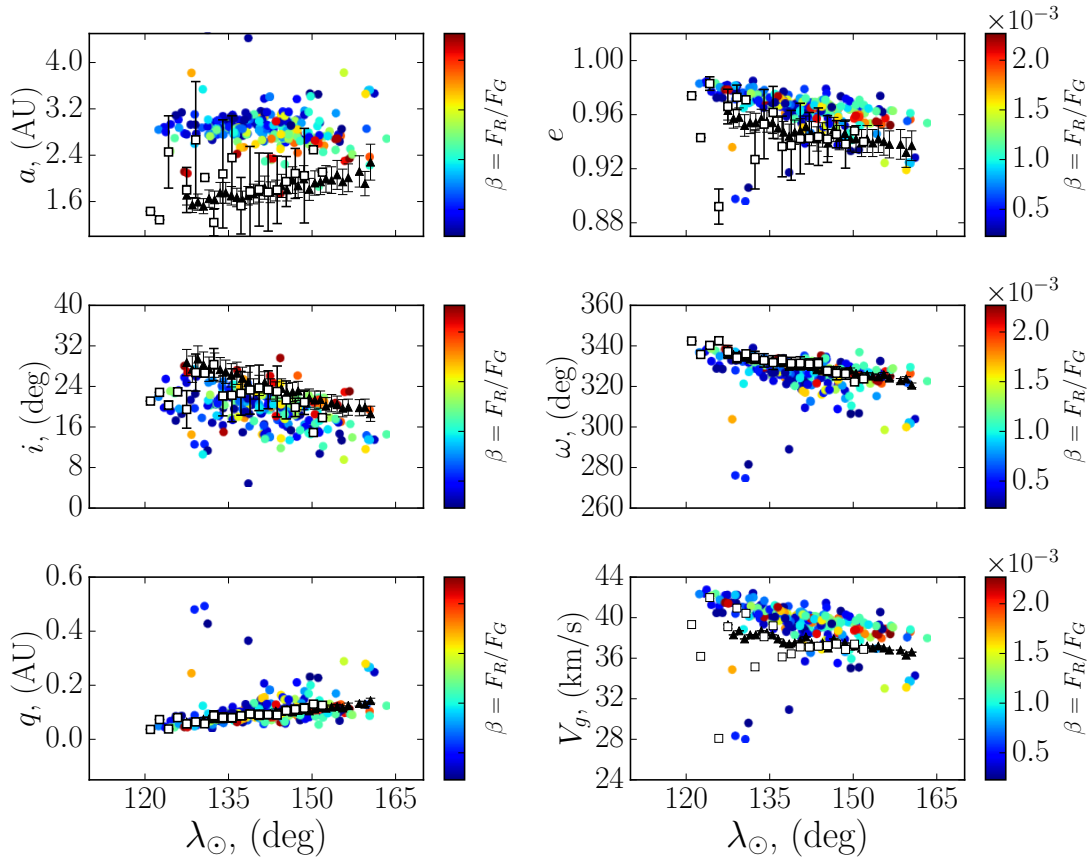 ×10⁻³
4.0
3.2
2.4
1.6
a, (AU)
β = F_R/F_G
1.00
0.96
0.92
0.88
e
2.0
1.5
1.0
0.5
β = F_R/F_G
×10⁻³
40
32
24
16
8
0
i, (deg)
β = F_R/F_G
360
340
320
300
280
260
ω, (deg)
2.0
1.5
1.0
0.5
β = F_R/F_G
×10⁻³
0.6
0.4
0.2
0.0
q, (AU)
120 135 150 165
λ☉, (deg)
β = F_R/F_G
44
40
36
32
28
24
V_g, (km/s)
120 135 150 165
λ☉, (deg)
2.0
1.5
1.0
0.5
β = F_R/F_G